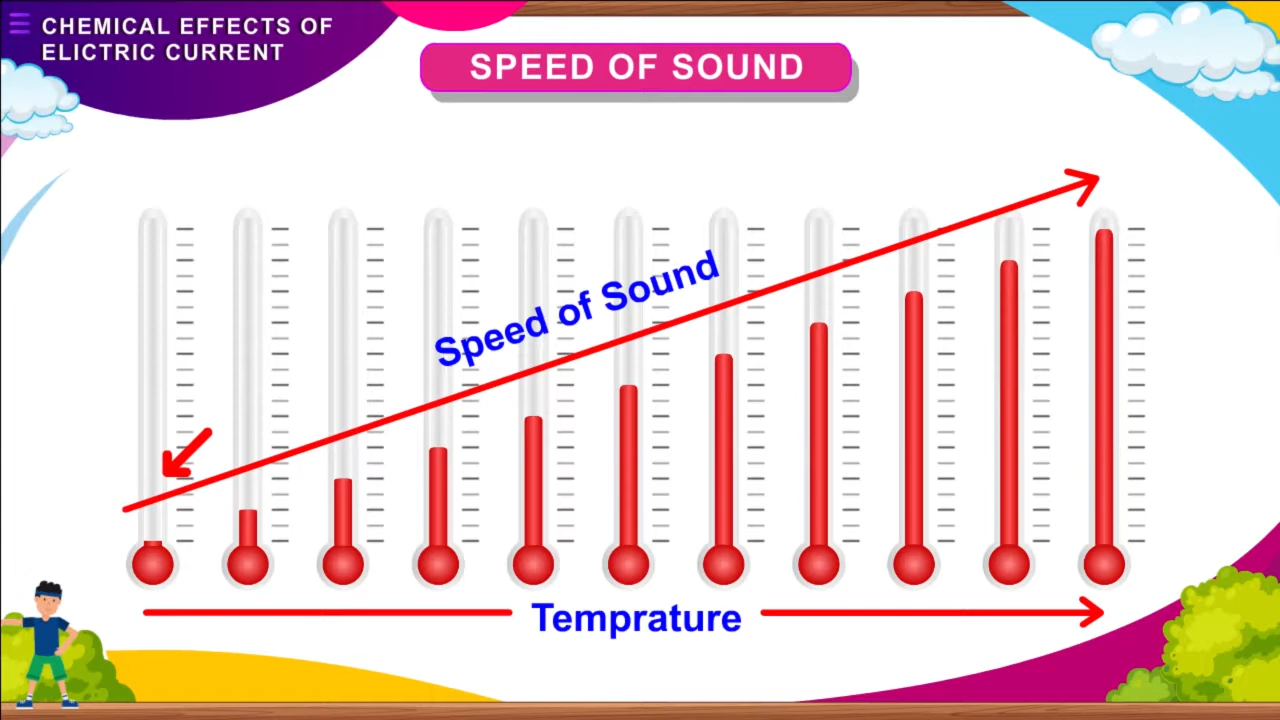 CHEMICAL EFFECTS OF
ELICTRIC CURRENT
SPEED OF SOUND
Speed of Sound
Temprature